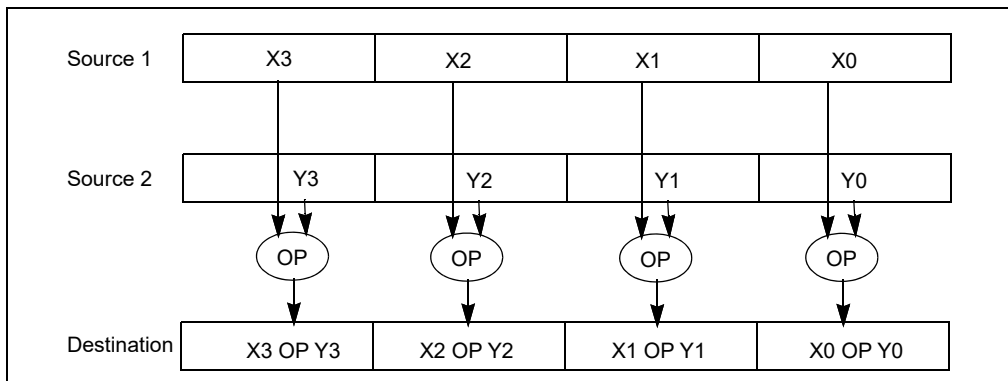 Source 1 X3 X2 X1 X0
Source 2 Y3 Y2 Y1 Y0
OP OP OP OP
Destination X3 OP Y3 X2 OP Y2 X1 OP Y1 X0 OP Y0